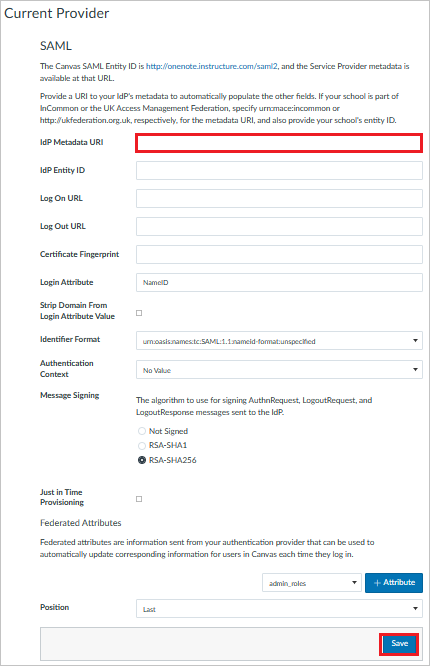 Current Provider
SAML
The Canvas SAML Entity ID is http://onenote.instructure.com/saml2, and the Service Provider metadata is
available at that URL.
Provide a URI to your IdP's metadata to automatically populate the other fields. If your school is part of
InCommon or the UK Access Management Federation, specify urn:mace:incommon or
http://ukfederation.org.uk, respectively, for the metadata URI, and also provide your school's entity ID.
IdP Metadata URI
IdP Entity ID
Log On URL
Log Out URL
Certificate Fingerprint
Login Attribute NameID
Strip Domain From
Login Attribute Value
Identifier Format urn:oasis:names:tc:SAML:1.1:nameid-format:unspecified
Authentication
Context No Value
Message Signing
The algorithm to use for signing AuthnRequest, LogoutRequest, and
LogoutResponse messages sent to the IdP.
Not Signed
RSA-SHA1
RSA-SHA256
Just in Time
Provisioning
Federated Attributes
Federated attributes are information sent from your authentication provider that can be used to
automatically update corresponding information for users in Canvas each time they log in.
admin_roles + Attribute
Position Last
Save